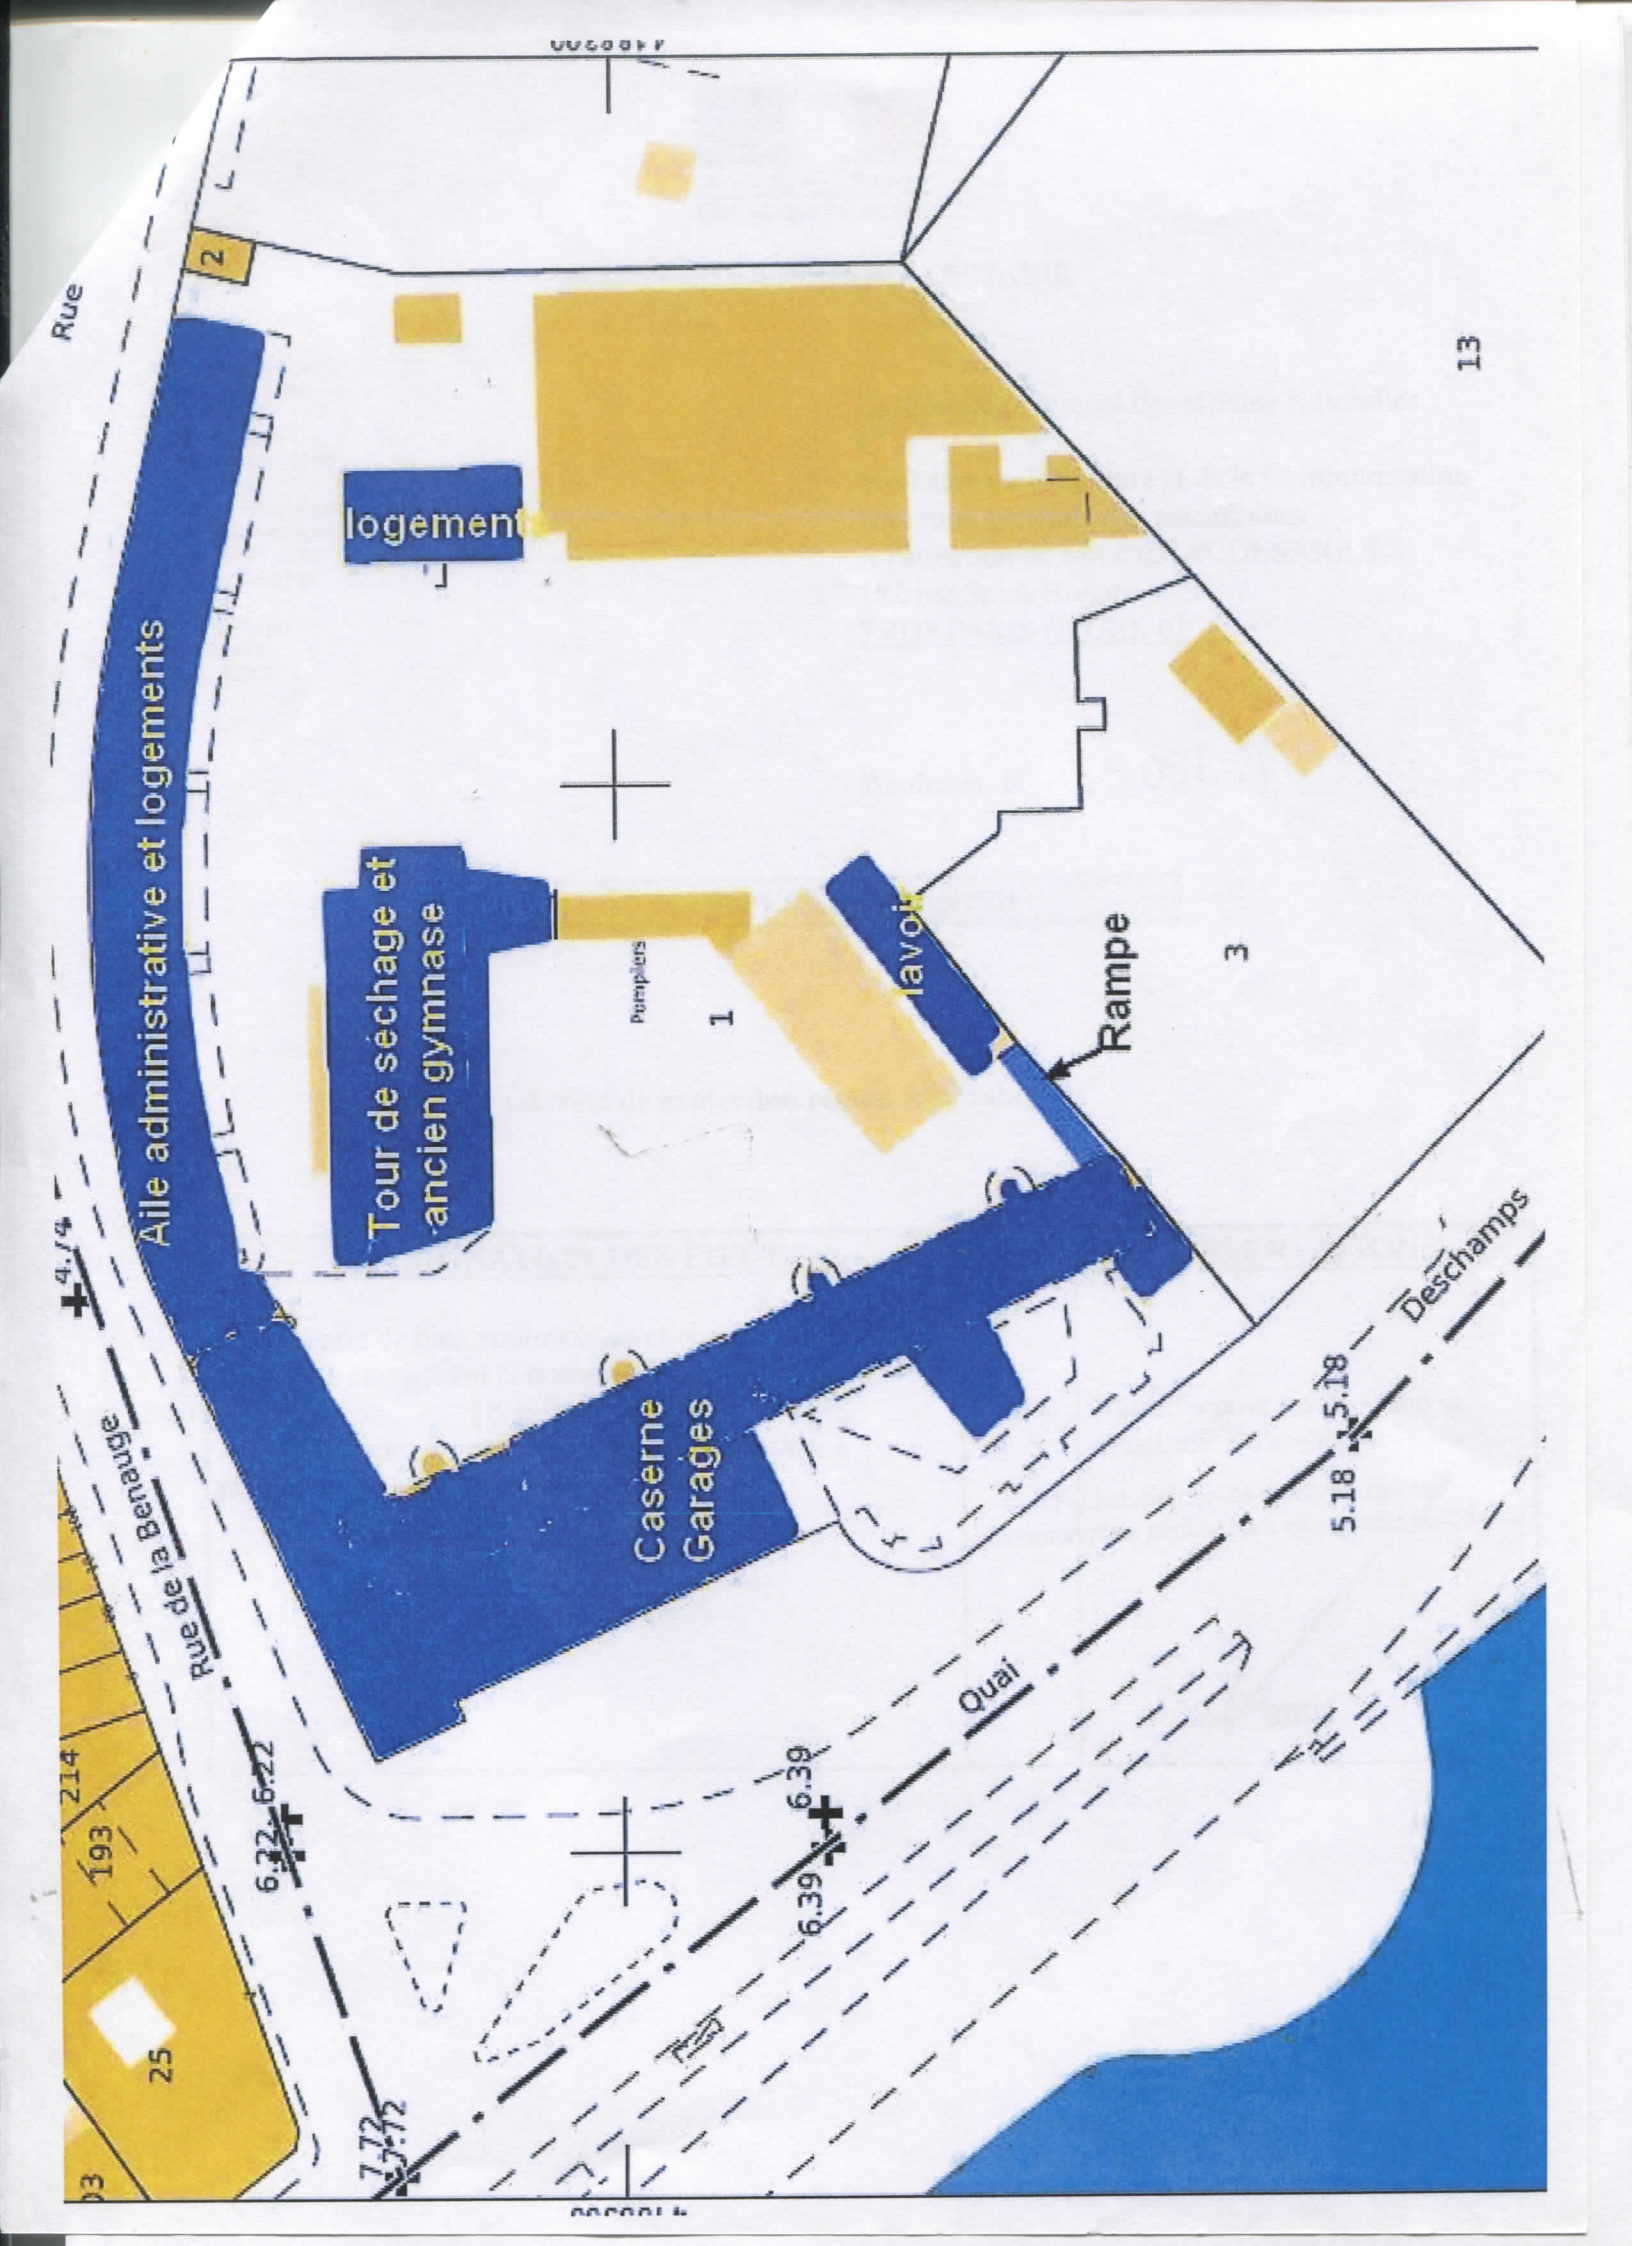 Rue
2
13
logement
Aile administrative et logements
Tour de séchage et
ancien gymnase
Pompiers
1
lavoir
Rampe
3
4.74
Rue de la Benauge
Caserne
Garages
Deschamps
5.18
5.18
Quai
6.39
6.39
6.22
6.22
214
193
25
7.72
7.72
03